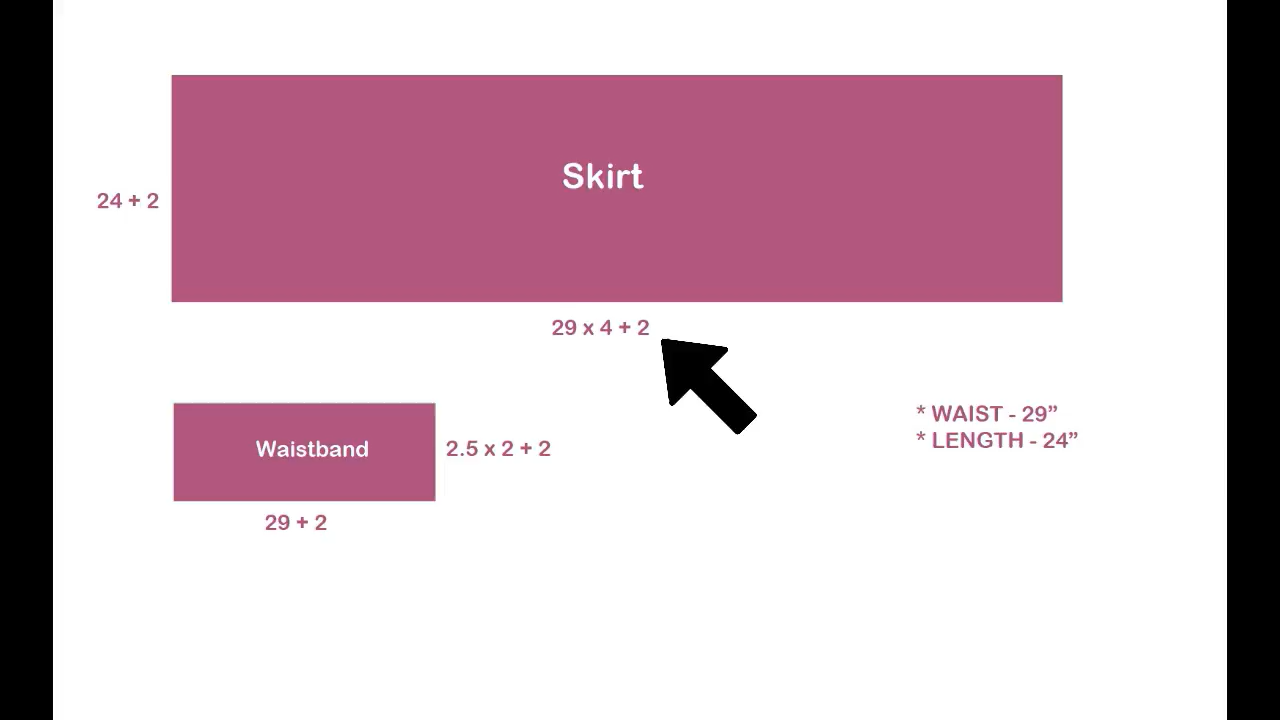 Skirt
24 + 2
29 x 4 + 2
* WAIST - 29”
* LENGTH - 24”
Waistband
2.5 x 2 + 2
29 + 2